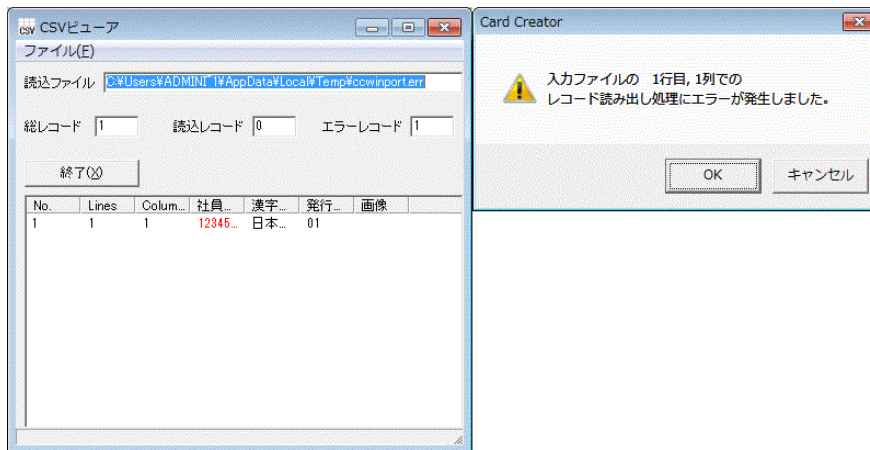 CSVビューア
ファイル(F)
読込ファイル C:¥Users¥ADMINI~1¥AppData¥Local¥Temp¥ccwinport.err
総レコード 1 読込レコード 0 エラーレコード 1
終了(X)
No. Lines Colum... 社員... 漢字... 発行... 画像
1 1 1 12345... 日本... 01
Card Creator
入力ファイルの 1行目, 1列での
レコード読み出し処理にエラーが発生しました。
OK キャンセル